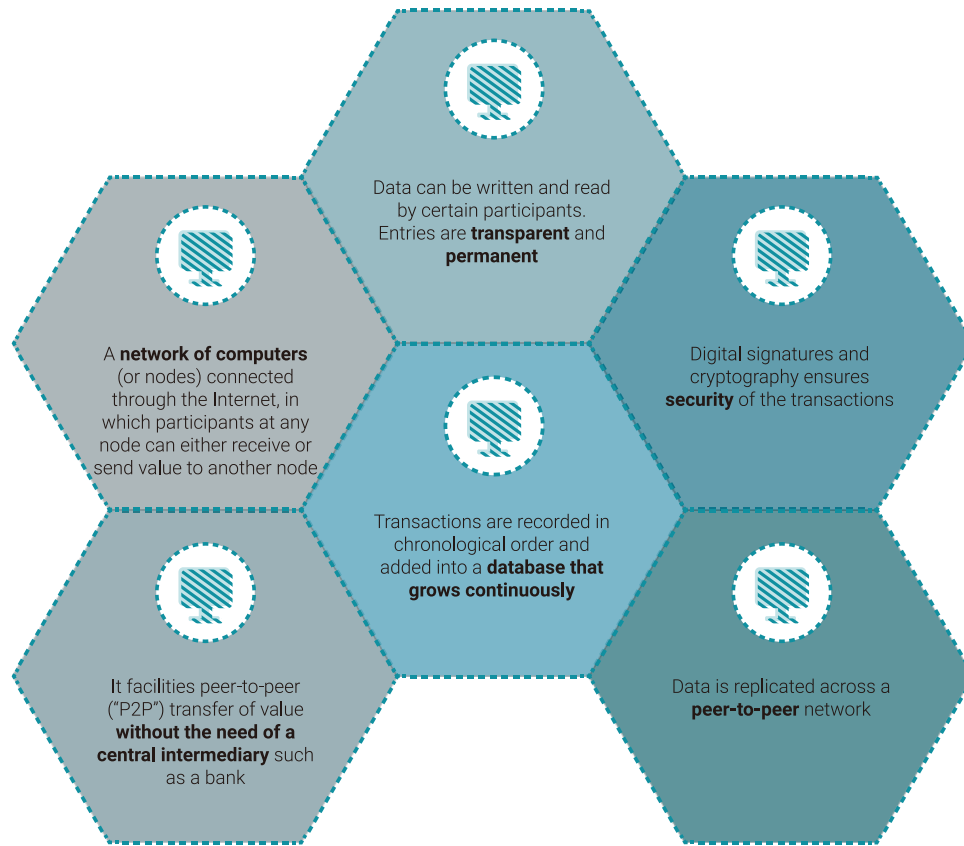 Data can be written and read
by certain participants.
Entries are transparent and
permanent
A network of computers
(or nodes) connected
through the Internet, in
which participants at any
node can either receive or
send value to another node
Digital signatures and
cryptography ensures
security of the transactions
Transactions are recorded in
chronological order and
added into a database that
grows continuously
It facilities peer-to-peer
(“P2P”) transfer of value
without the need of a
central intermediary such
as a bank
Data is replicated across a
peer-to-peer network